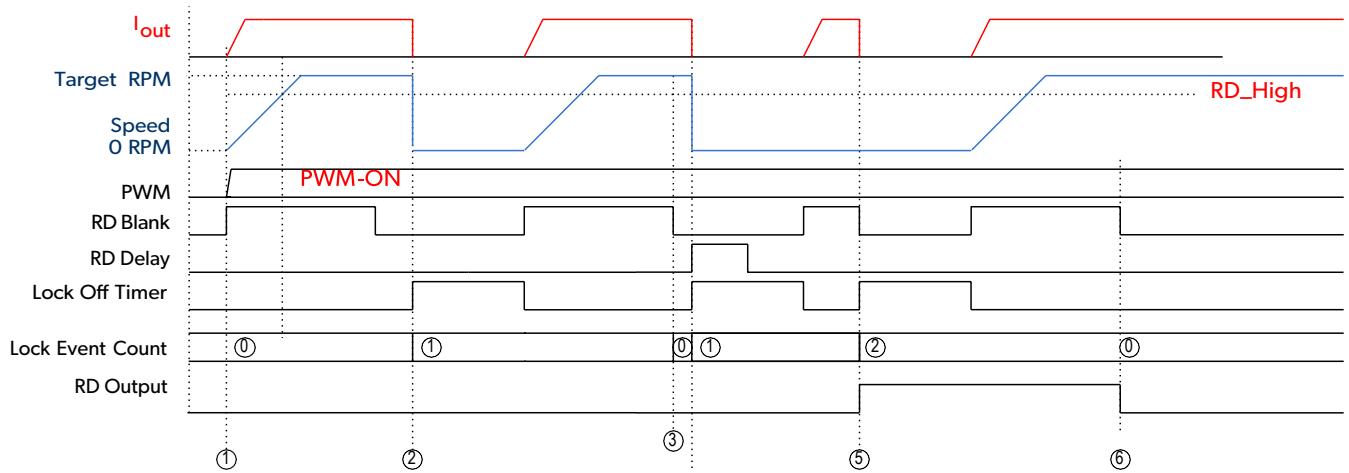 Iout
Target RPM
RD_High
Speed
0 RPM
PWM-ON
PWM
RD Blank
RD Delay
Lock Off Timer
Lock Event Count
⓪ ① ⓪ ① ② ⓪
RD Output
① ② ③ ⑤ ⑥